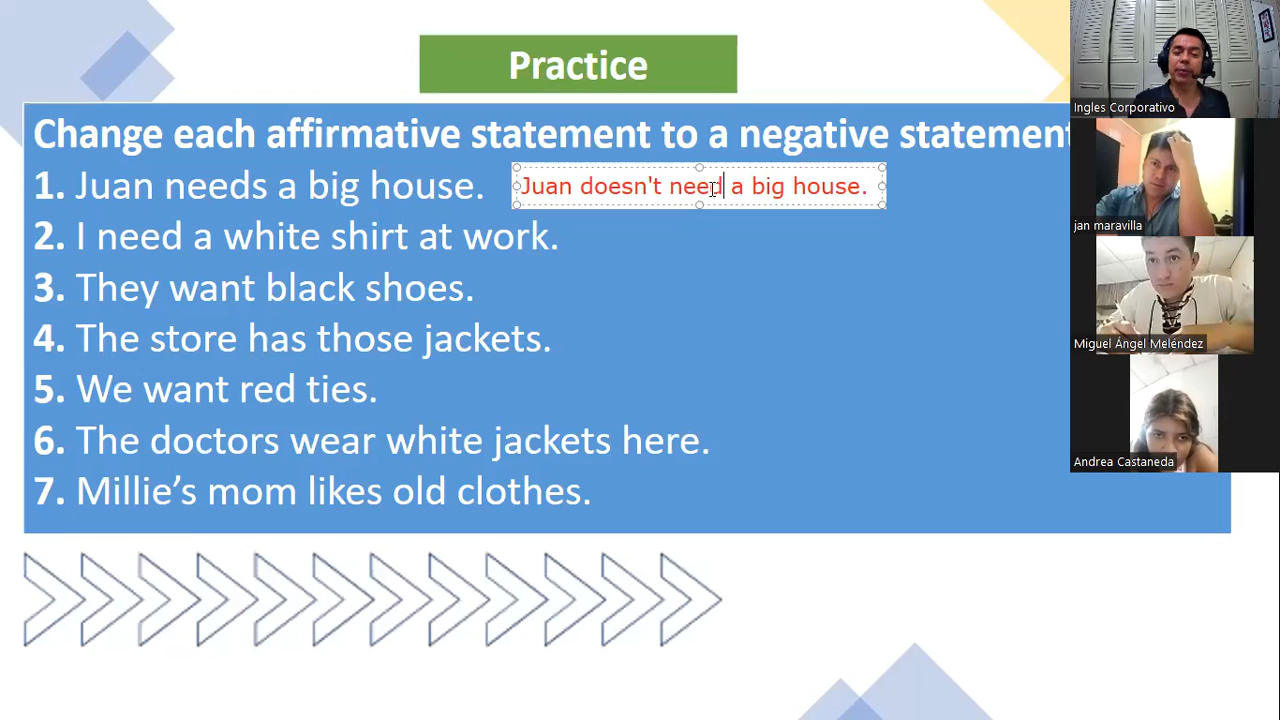 Practice
Change each affirmative statement to a negative statement
1. Juan needs a big house. Juan doesn't need a big house.
2. I need a white shirt at work.
3. They want black shoes.
4. The store has those jackets.
5. We want red ties.
6. The doctors wear white jackets here.
7. Millie’s mom likes old clothes.
Ingles Corporativo
jan maravilla
Miguel Ángel Meléndez
Andrea Castaneda